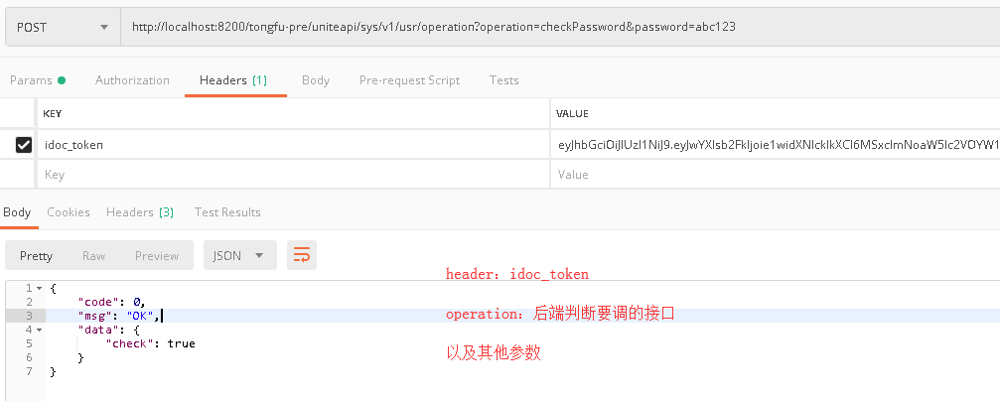 POST
http://localhost:8200/tongfu-pre/uniteapi/sys/v1/usr/operation?operation=checkPassword&password=abc123
Params
Authorization
Headers (1)
Body
Pre-request Script
Tests
KEY
VALUE
idoc_token
Key
Value
Body
Cookies
Headers (3)
Test Results
Pretty
Raw
Preview
JSON
1 {
2 "code": 0,
3 "msg": "OK",
4 "data": {
5 "check": true
6 }
7 }
header: idoc_token
operation: 后端判断要调的接口
以及其他参数